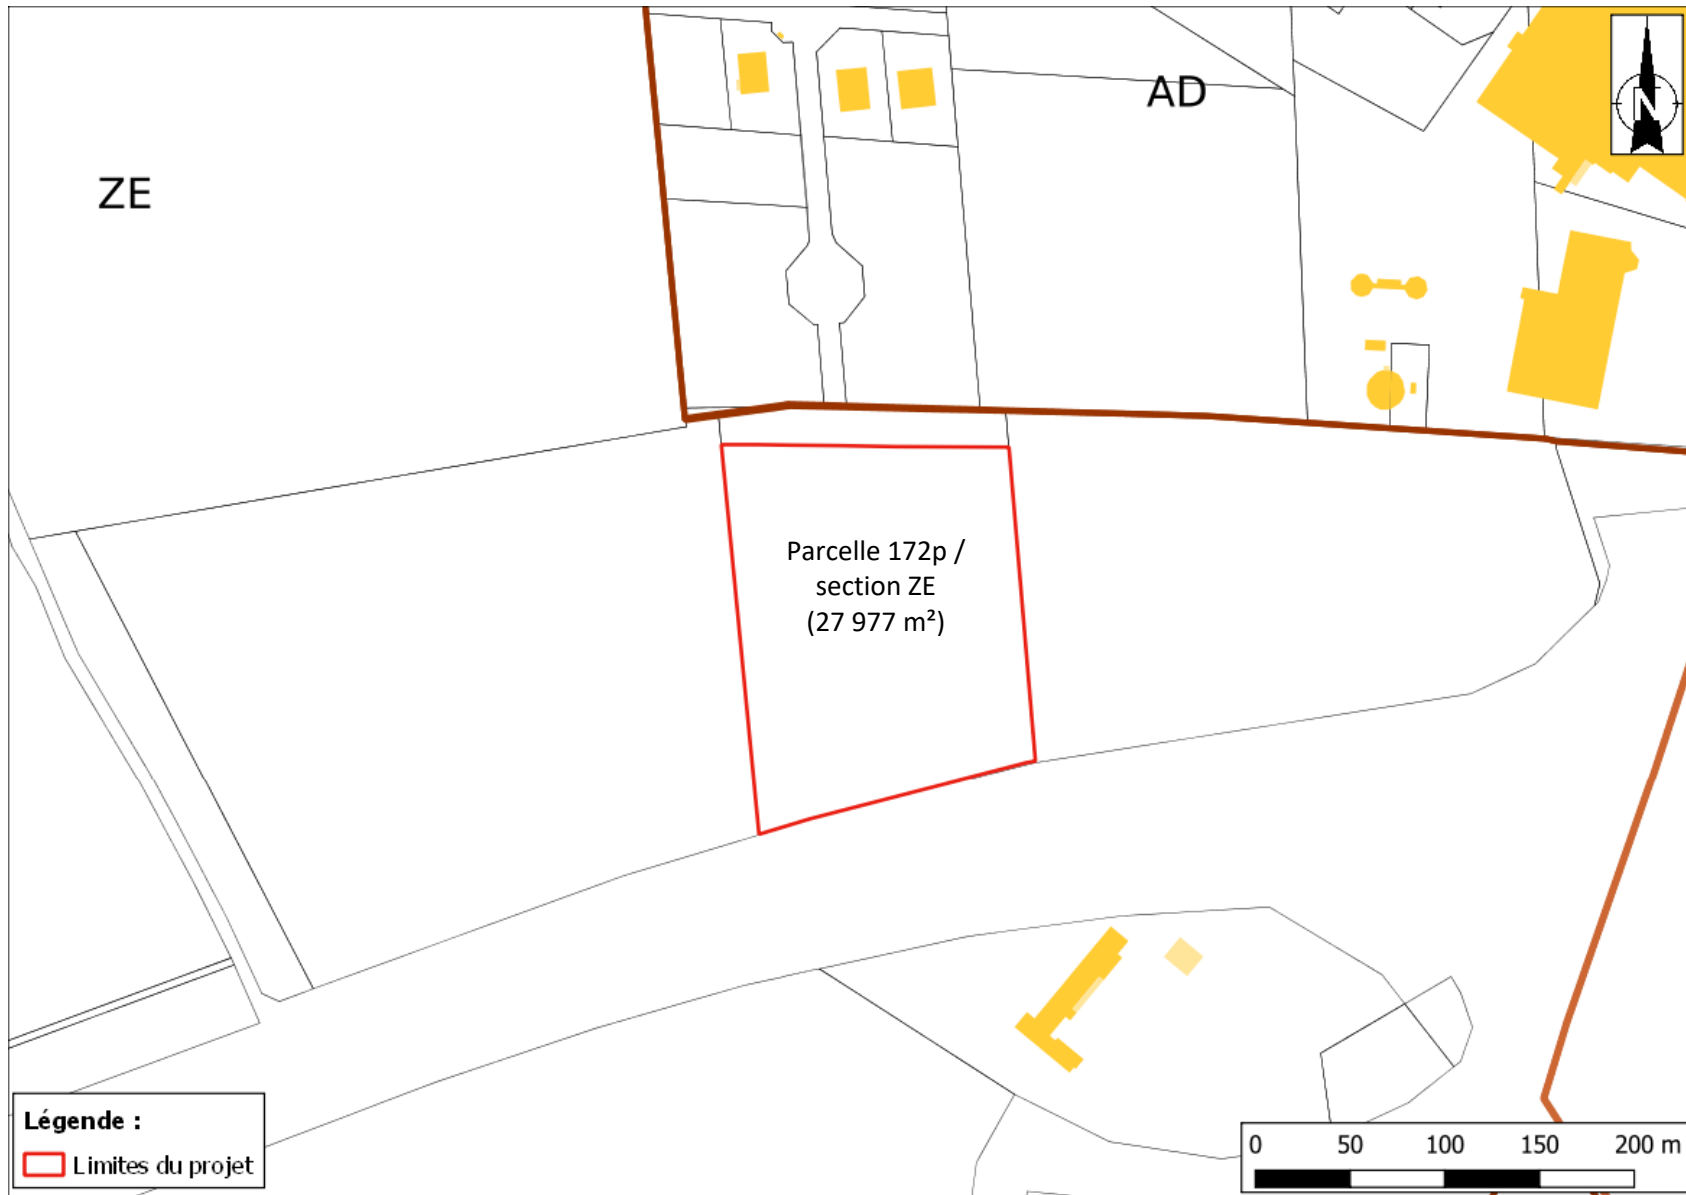 AD
ZE
N
Parcelle 172p /
section ZE
(27 977 m²)
Légende :
Limites du projet
0 50 100 150 200 m